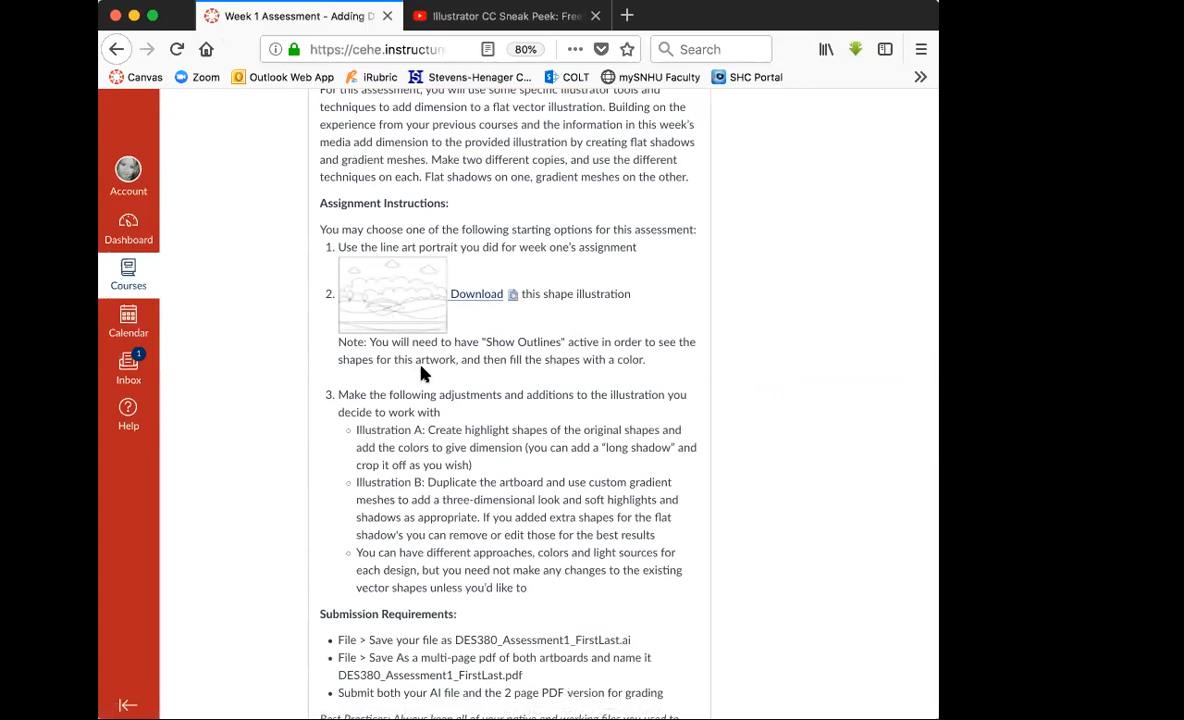 Week 1 Assessment - Adding D
Illustrator CC Sneak Peek: Free
https://cehe.instructur
80%
Search
Canvas
Zoom
Outlook Web App
iRubric
Stevens-Henager C...
COLT
mySNHU Faculty
SHC Portal
Account
Dashboard
Courses
Calendar
1
Inbox
Help
For this assessment, you will use some specific Illustrator tools and
techniques to add dimension to a flat vector illustration. Building on the
experience from your previous courses and the information in this week's
media add dimension to the provided illustration by creating flat shadows
and gradient meshes. Make two different copies, and use the different
techniques on each. Flat shadows on one, gradient meshes on the other.
Assignment Instructions:
You may choose one of the following starting options for this assessment:
1. Use the line art portrait you did for week one's assignment
2. Download this shape illustration
Note: You will need to have "Show Outlines" active in order to see the
shapes for this artwork, and then fill the shapes with a color.
3. Make the following adjustments and additions to the illustration you
decide to work with
Illustration A: Create highlight shapes of the original shapes and
add the colors to give dimension (you can add a "long shadow" and
crop it off as you wish)
Illustration B: Duplicate the artboard and use custom gradient
meshes to add a three-dimensional look and soft highlights and
shadows as appropriate. If you added extra shapes for the flat
shadow's you can remove or edit those for the best results
You can have different approaches, colors and light sources for
each design, but you need not make any changes to the existing
vector shapes unless you'd like to
Submission Requirements:
• File > Save your file as DES380_Assessment1_FirstLast.ai
• File > Save As a multi-page pdf of both artboards and name it
DES380_Assessment1_FirstLast.pdf
• Submit both your AI file and the 2 page PDF version for grading
Best Practices: Always keep all of your native and working files you used to